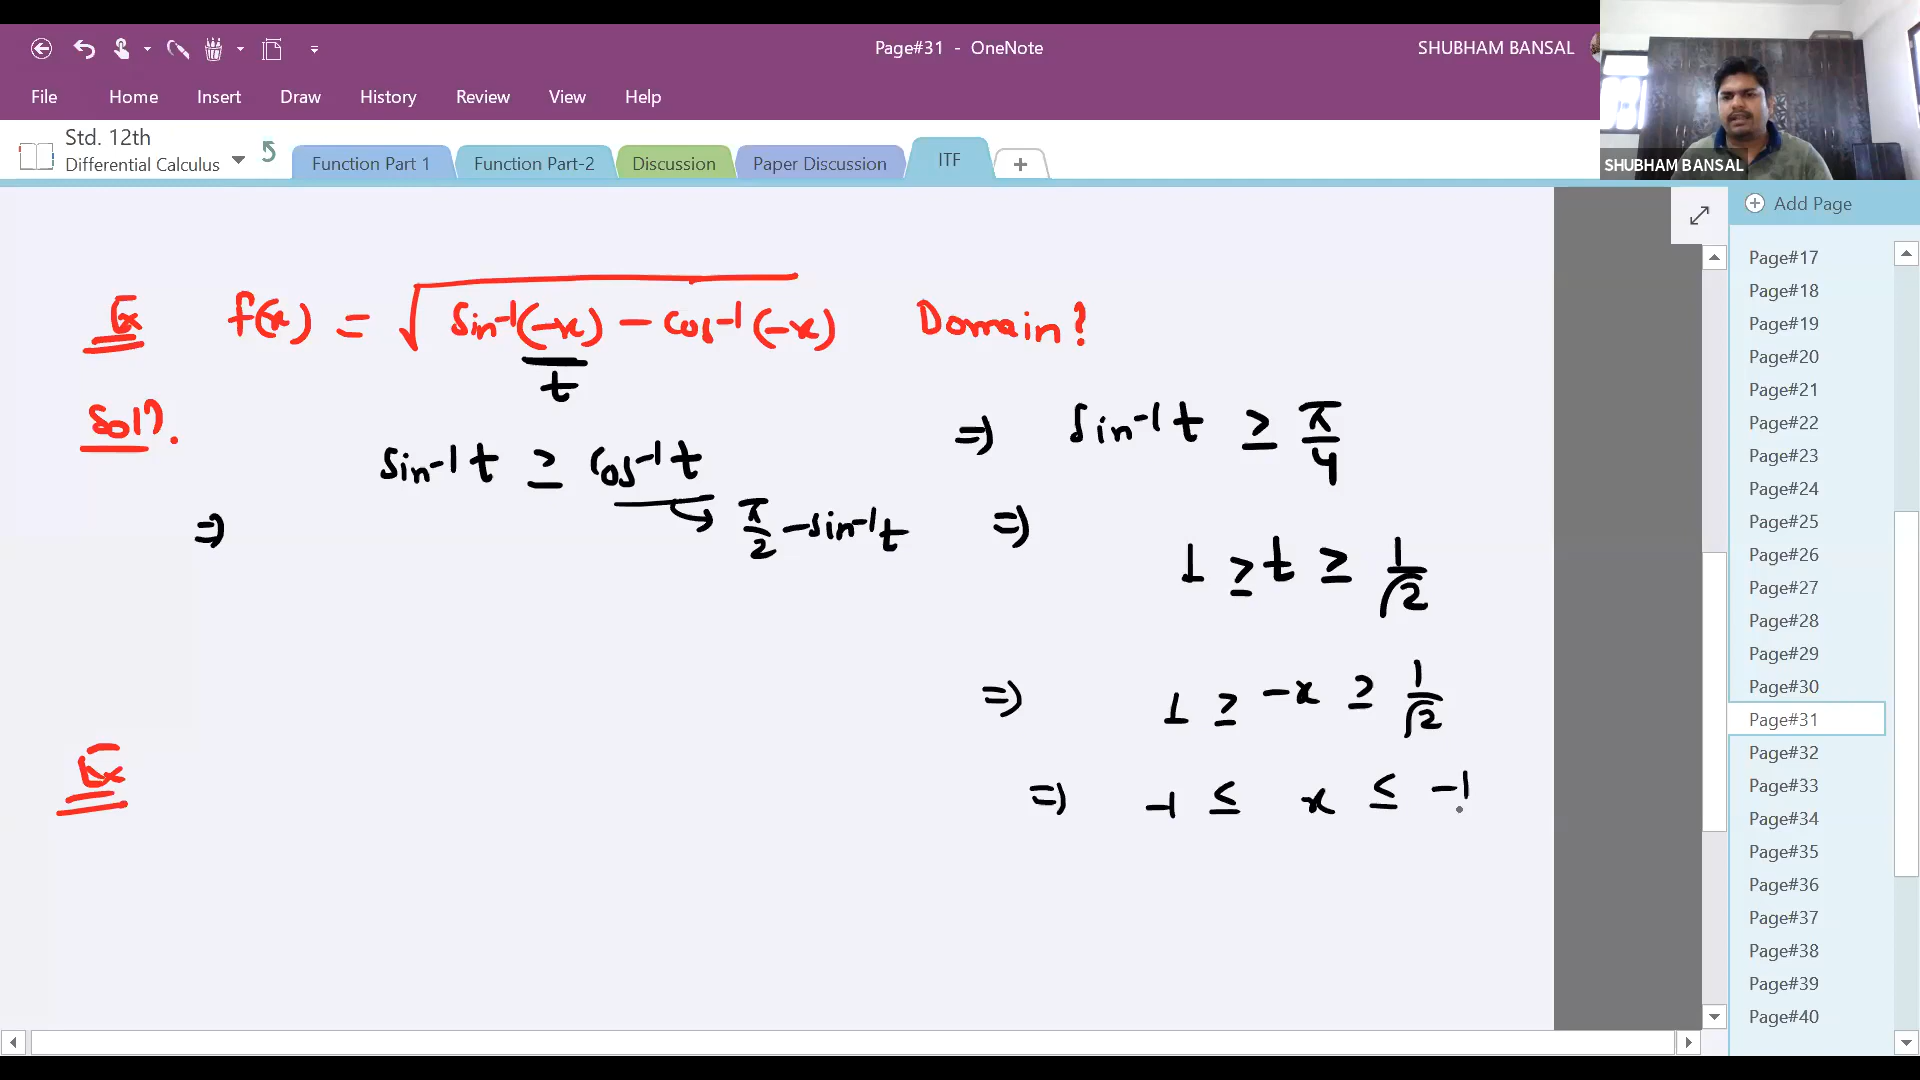 Page#31 - OneNote
SHUBHAM BANSAL
File Home Insert Draw History Review View Help
Std. 12th
Differential Calculus
Function Part 1
Function Part-2
Discussion
Paper Discussion
ITF
SHUBHAM BANSAL
Add Page
Ex f(x) = √(sin⁻¹(-x) - cos⁻¹(-x)) Domain?
t
Solⁿ.
sin⁻¹t ≥ cos⁻¹t
⇒ π/2 - sin⁻¹t
⇒ sin⁻¹t ≥ π/4
⇒ 1 ≥ t ≥ 1/√2
⇒ 1 ≥ -x ≥ 1/√2
⇒ -1 ≤ x ≤ -1
Ex
Page#17
Page#18
Page#19
Page#20
Page#21
Page#22
Page#23
Page#24
Page#25
Page#26
Page#27
Page#28
Page#29
Page#30
Page#31
Page#32
Page#33
Page#34
Page#35
Page#36
Page#37
Page#38
Page#39
Page#40